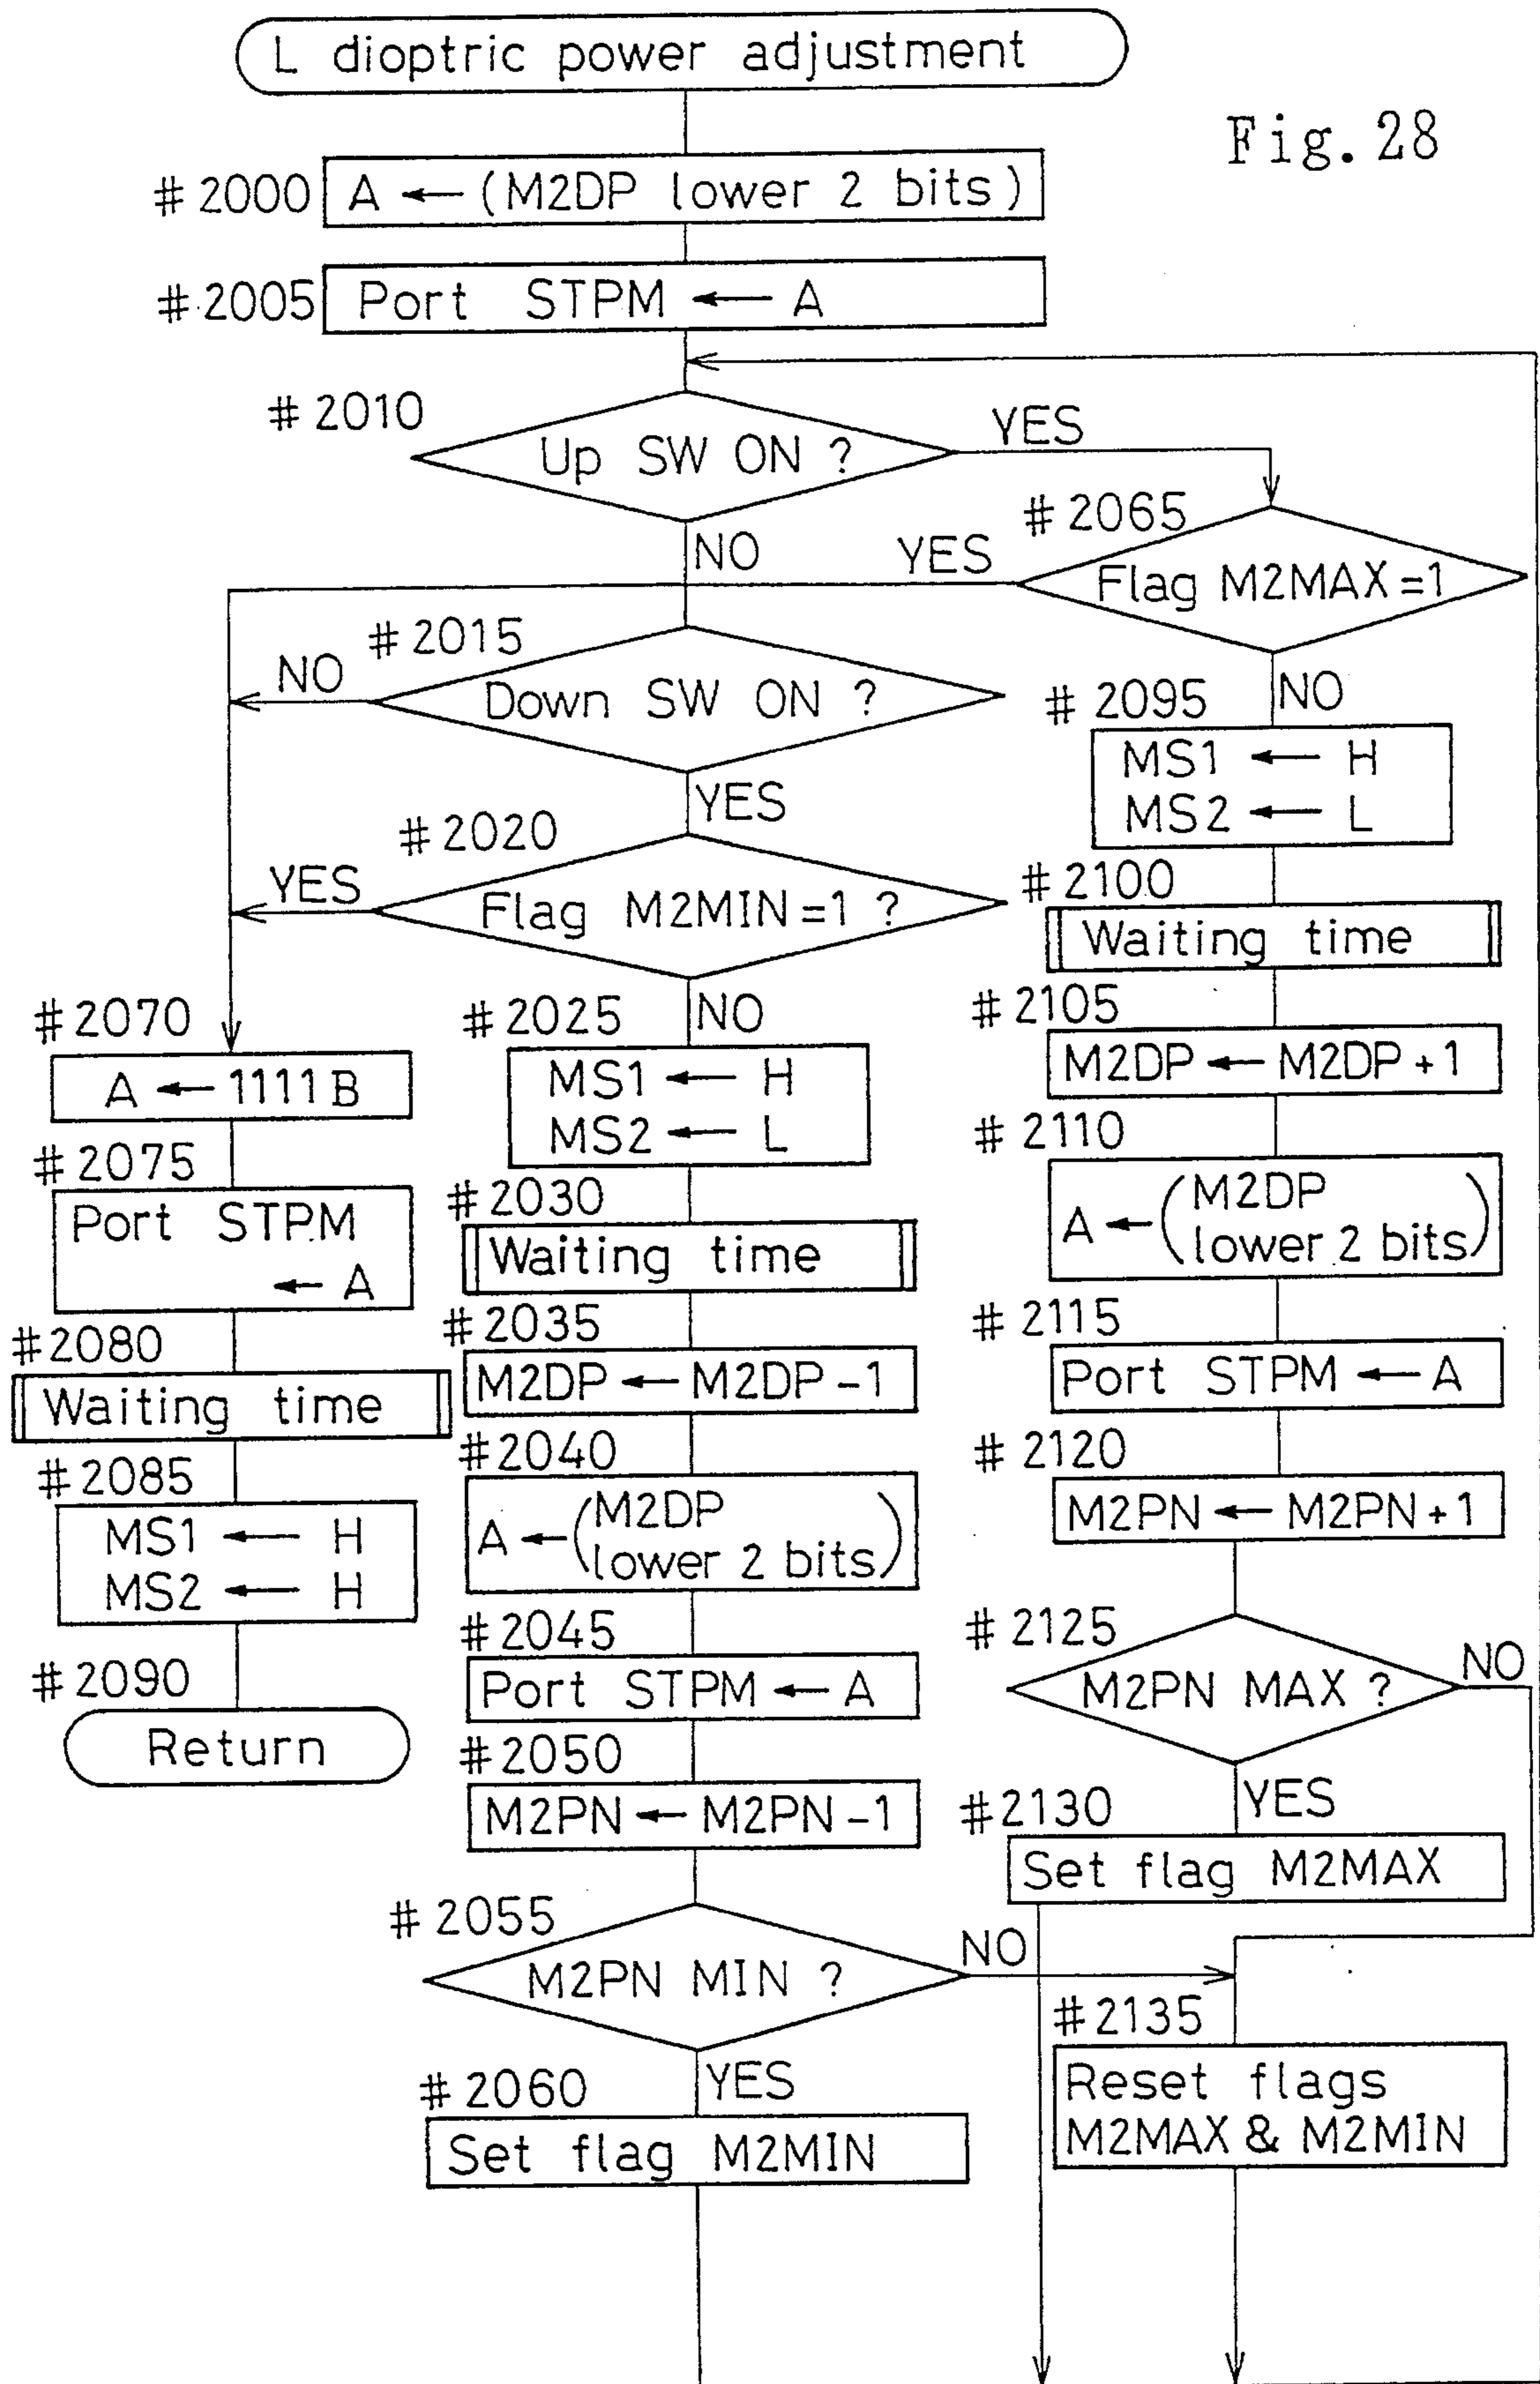 L dioptric power adjustment
Fig. 28
#2000
A ← (M2DP lower 2 bits)
#2005
Port STPM ← A
#2010
Up SW ON ?
YES
NO
#2065
Flag M2MAX=1
YES
NO
#2015
Down SW ON ?
NO
YES
#2020
Flag M2MIN=1 ?
YES
NO
#2070
A ← 1111B
#2075
Port STPM
← A
#2080
Waiting time
#2085
MS1 ← H
MS2 ← H
#2090
Return
#2025
MS1 ← H
MS2 ← L
#2030
Waiting time
#2035
M2DP ← M2DP-1
#2040
A ← (M2DP
lower 2 bits)
#2045
Port STPM ← A
#2050
M2PN ← M2PN-1
#2055
M2PN MIN ?
NO
YES
#2060
Set flag M2MIN
#2095
MS1 ← H
MS2 ← L
#2100
Waiting time
#2105
M2DP ← M2DP+1
#2110
A ← (M2DP
lower 2 bits)
#2115
Port STPM ← A
#2120
M2PN ← M2PN+1
#2125
M2PN MAX ?
NO
YES
#2130
Set flag M2MAX
#2135
Reset flags
M2MAX & M2MIN